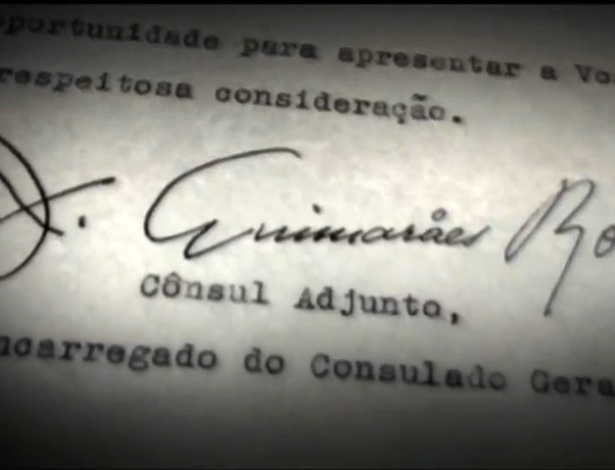 oportunidade para apresentar a Vo
respeitosa consideração.
J. Guimarães Ro
Cônsul Adjunto,
ncarregado do Consulado Gera